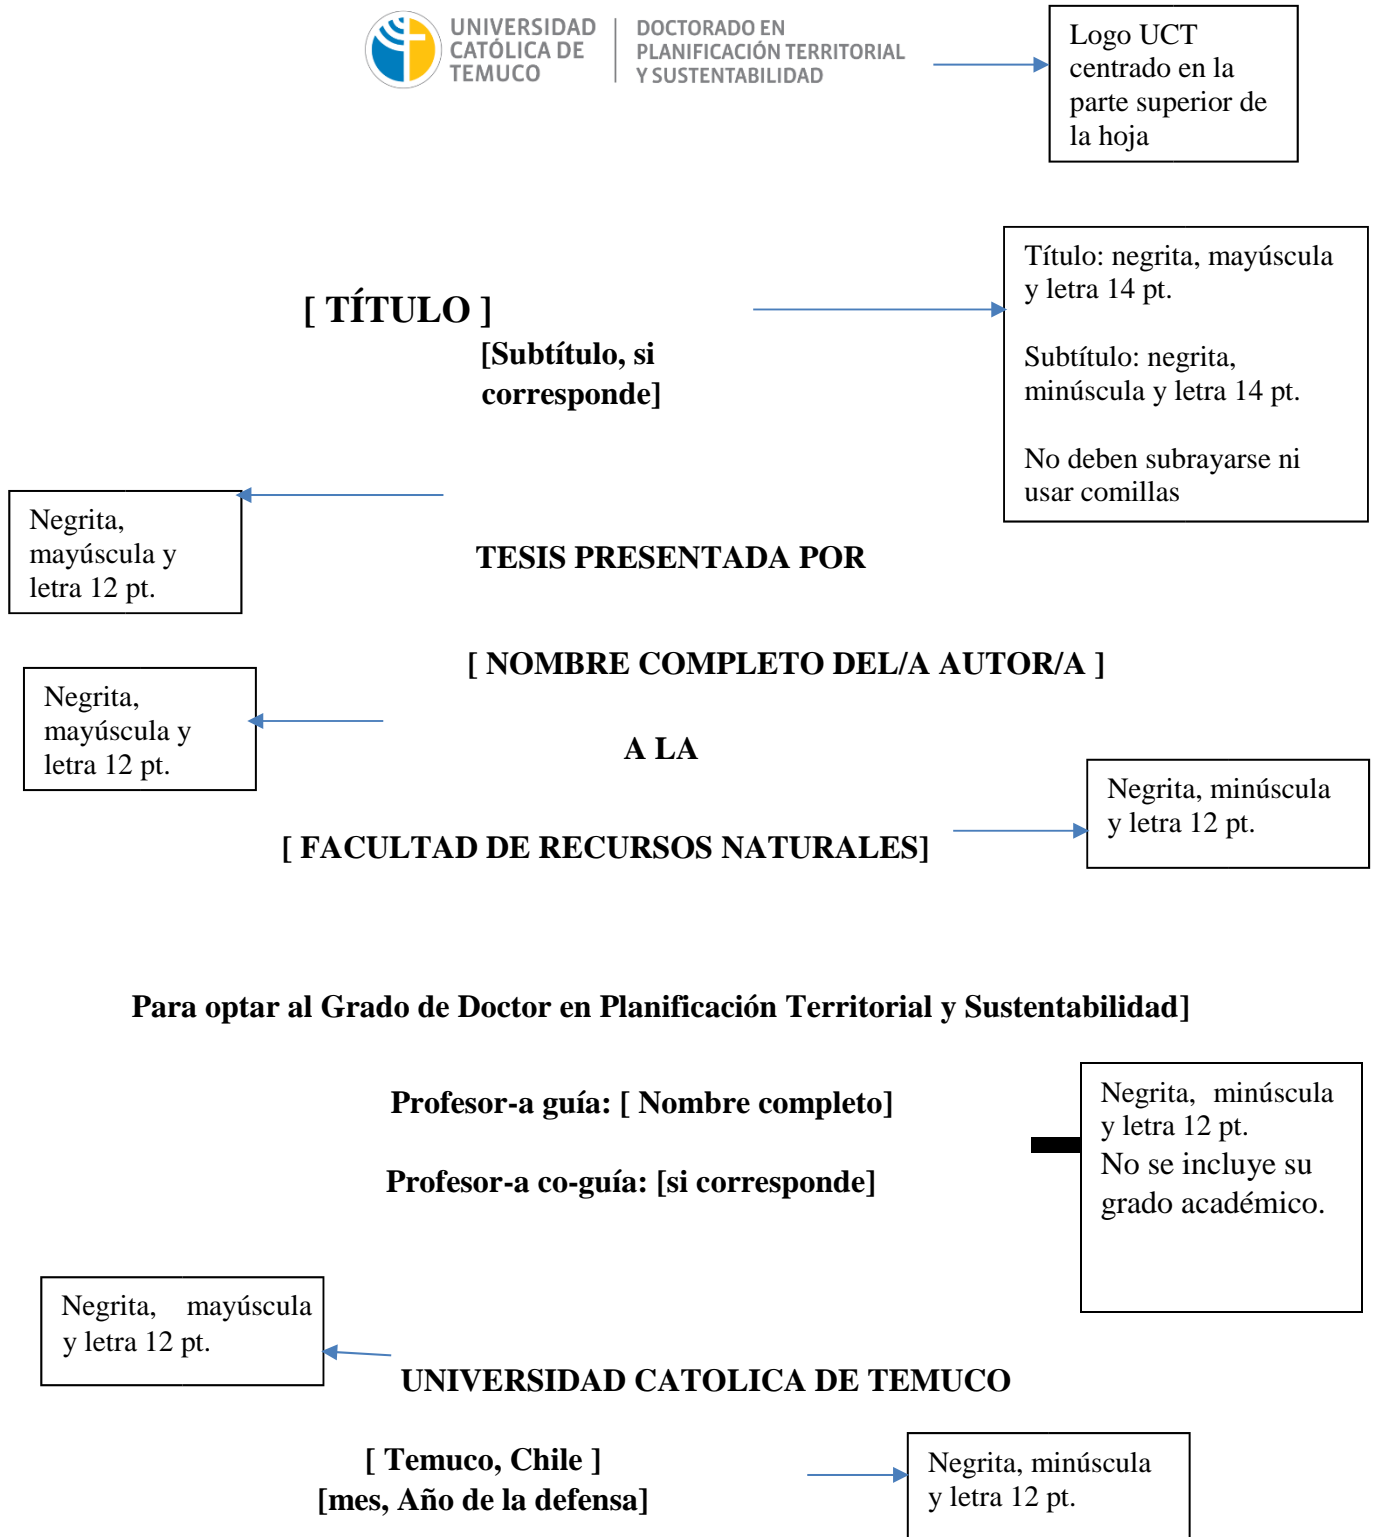 UNIVERSIDAD
CATÓLICA DE
TEMUCO
DOCTORADO EN
PLANIFICACIÓN TERRITORIAL
Y SUSTENTABILIDAD
Logo UCT
centrado en la
parte superior de
la hoja
[ TÍTULO ]
[Subtítulo, si
corresponde]
Título: negrita, mayúscula
y letra 14 pt.
Subtítulo: negrita,
minúscula y letra 14 pt.
No deben subrayarse ni
usar comillas
Negrita,
mayúscula y
letra 12 pt.
TESIS PRESENTADA POR
[ NOMBRE COMPLETO DEL/A AUTOR/A ]
Negrita,
mayúscula y
letra 12 pt.
A LA
[ FACULTAD DE RECURSOS NATURALES]
Negrita, minúscula
y letra 12 pt.
Para optar al Grado de Doctor en Planificación Territorial y Sustentabilidad]
Profesor-a guía: [ Nombre completo]
Profesor-a co-guía: [si corresponde]
Negrita, minúscula
y letra 12 pt.
No se incluye su
grado académico.
Negrita, mayúscula
y letra 12 pt.
UNIVERSIDAD CATOLICA DE TEMUCO
[ Temuco, Chile ]
[mes, Año de la defensa]
Negrita, minúscula
y letra 12 pt.